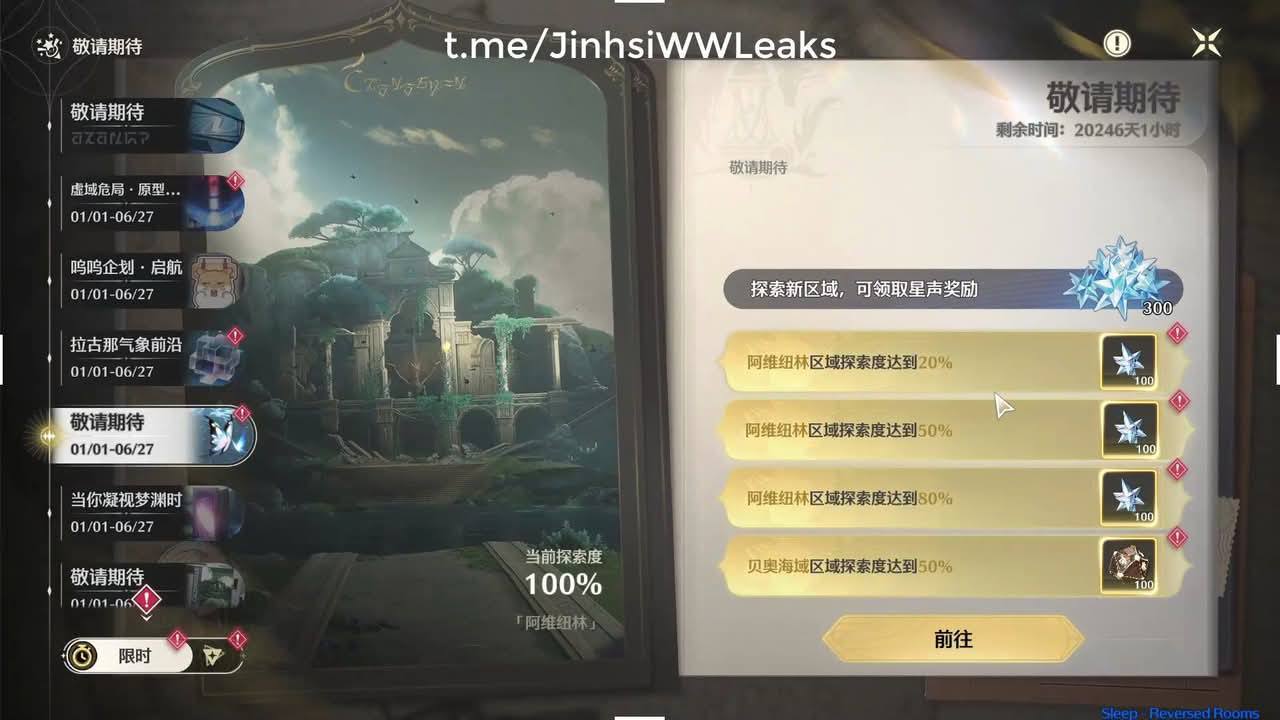 敬请期待
t.me/JinhsiWWLeaks
敬请期待
虚域危局·原型...
01/01-06/27
呜呜企划·启航
01/01-06/27
拉古那气象前沿
01/01-06/27
敬请期待
01/01-06/27
当你凝视梦渊时
01/01-06/27
敬请期待
01/01-06
限时
当前探索度
100%
「阿维纽林」
敬请期待
剩余时间：20246天1小时
敬请期待
探索新区域，可领取星声奖励
300
阿维纽林区域探索度达到20%
100
阿维纽林区域探索度达到50%
100
阿维纽林区域探索度达到80%
100
贝奥海域区域探索度达到50%
100
前往
Sleep - Reversed Rooms